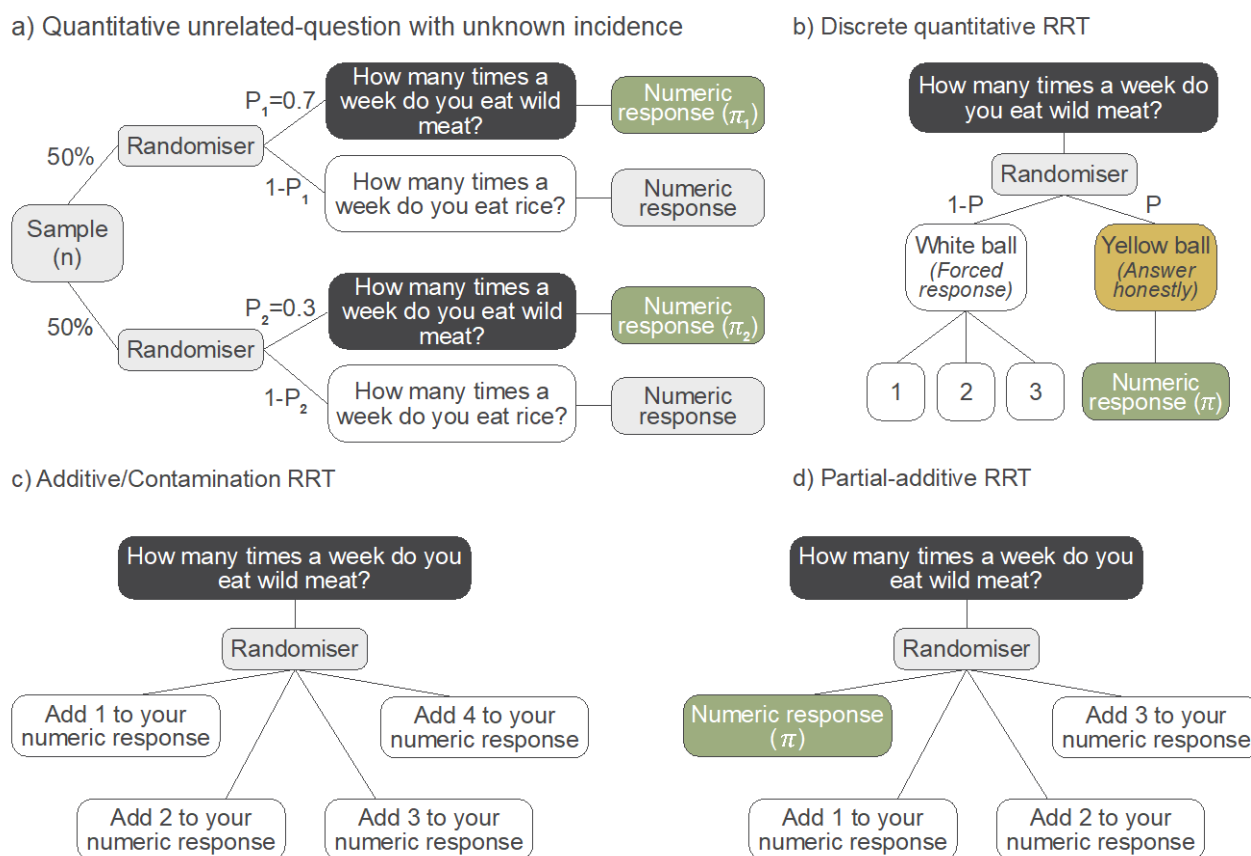 a) Quantitative unrelated-question with unknown incidence
Sample
(n)
50%
50%
Randomiser
P₁=0.7
1-P₁
How many times a
week do you eat wild
meat?
Numeric
response (π₁)
How many times a
week do you eat rice?
Numeric
response
Randomiser
P₂=0.3
1-P₂
How many times a
week do you eat wild
meat?
Numeric
response (π₂)
How many times a
week do you eat rice?
Numeric
response
b) Discrete quantitative RRT
How many times a week do
you eat wild meat?
Randomiser
1-P
P
White ball
(Forced
response)
Yellow ball
(Answer
honestly)
1
2
3
Numeric
response (π)
c) Additive/Contamination RRT
How many times a week do you
eat wild meat?
Randomiser
Add 1 to your
numeric response
Add 4 to your
numeric response
Add 2 to your
numeric response
Add 3 to your
numeric response
d) Partial-additive RRT
How many times a week do you
eat wild meat?
Randomiser
Numeric response
(π)
Add 3 to your
numeric response
Add 1 to your
numeric response
Add 2 to your
numeric response